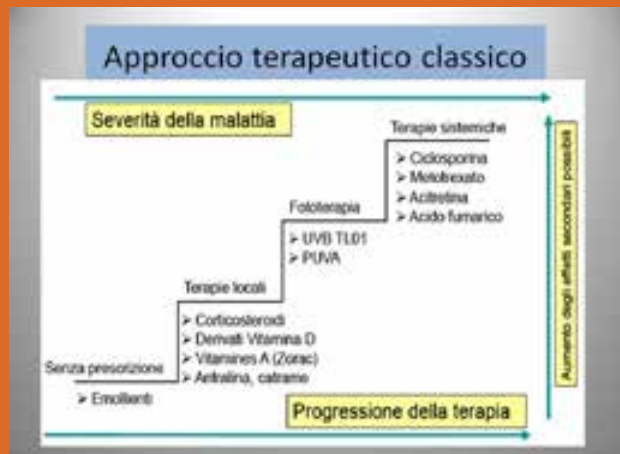 Approccio terapeutico classico
Severità della malattia
Terapie sistemiche
➢ Ciclosporina
➢ Metotrexato
➢ Acitretina
➢ Acido fumarico
Fototerapia
➢ UVB TL01
➢ PUVA
Terapie locali
➢ Corticosteroidi
➢ Derivati Vitamina D
➢ Vitamines A (Zorac)
➢ Antralina, catrame
Senza prescrizione
➢ Emollienti
Progressione della terapia
Aumento degli effetti secondari possibili